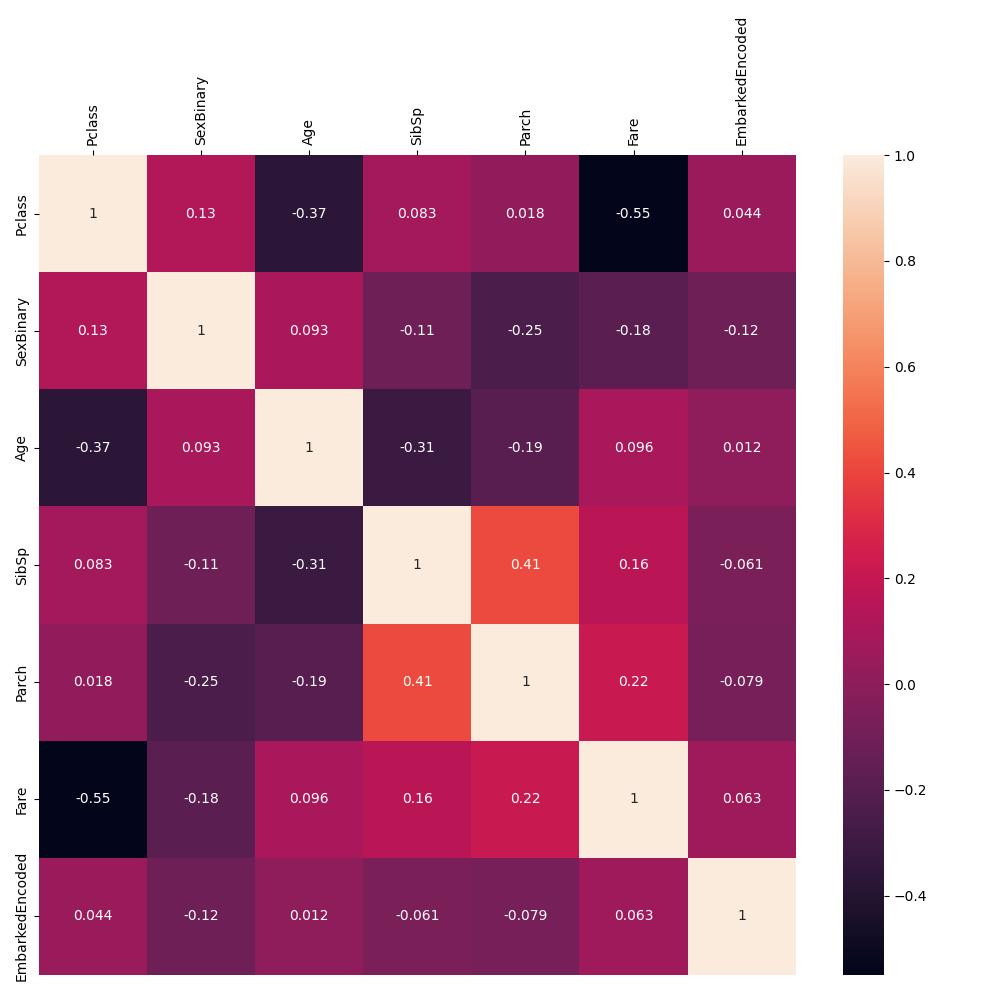 Pclass SexBinary Age SibSp Parch Fare EmbarkedEncoded
Pclass 1 0.13 -0.37 0.083 0.018 -0.55 0.044
SexBinary 0.13 1 0.093 -0.11 -0.25 -0.18 -0.12
Age -0.37 0.093 1 -0.31 -0.19 0.096 0.012
SibSp 0.083 -0.11 -0.31 1 0.41 0.16 -0.061
Parch 0.018 -0.25 -0.19 0.41 1 0.22 -0.079
Fare -0.55 -0.18 0.096 0.16 0.22 1 0.063
EmbarkedEncoded 0.044 -0.12 0.012 -0.061 -0.079 0.063 1
1.0
0.8
0.6
0.4
0.2
0.0
−0.2
−0.4